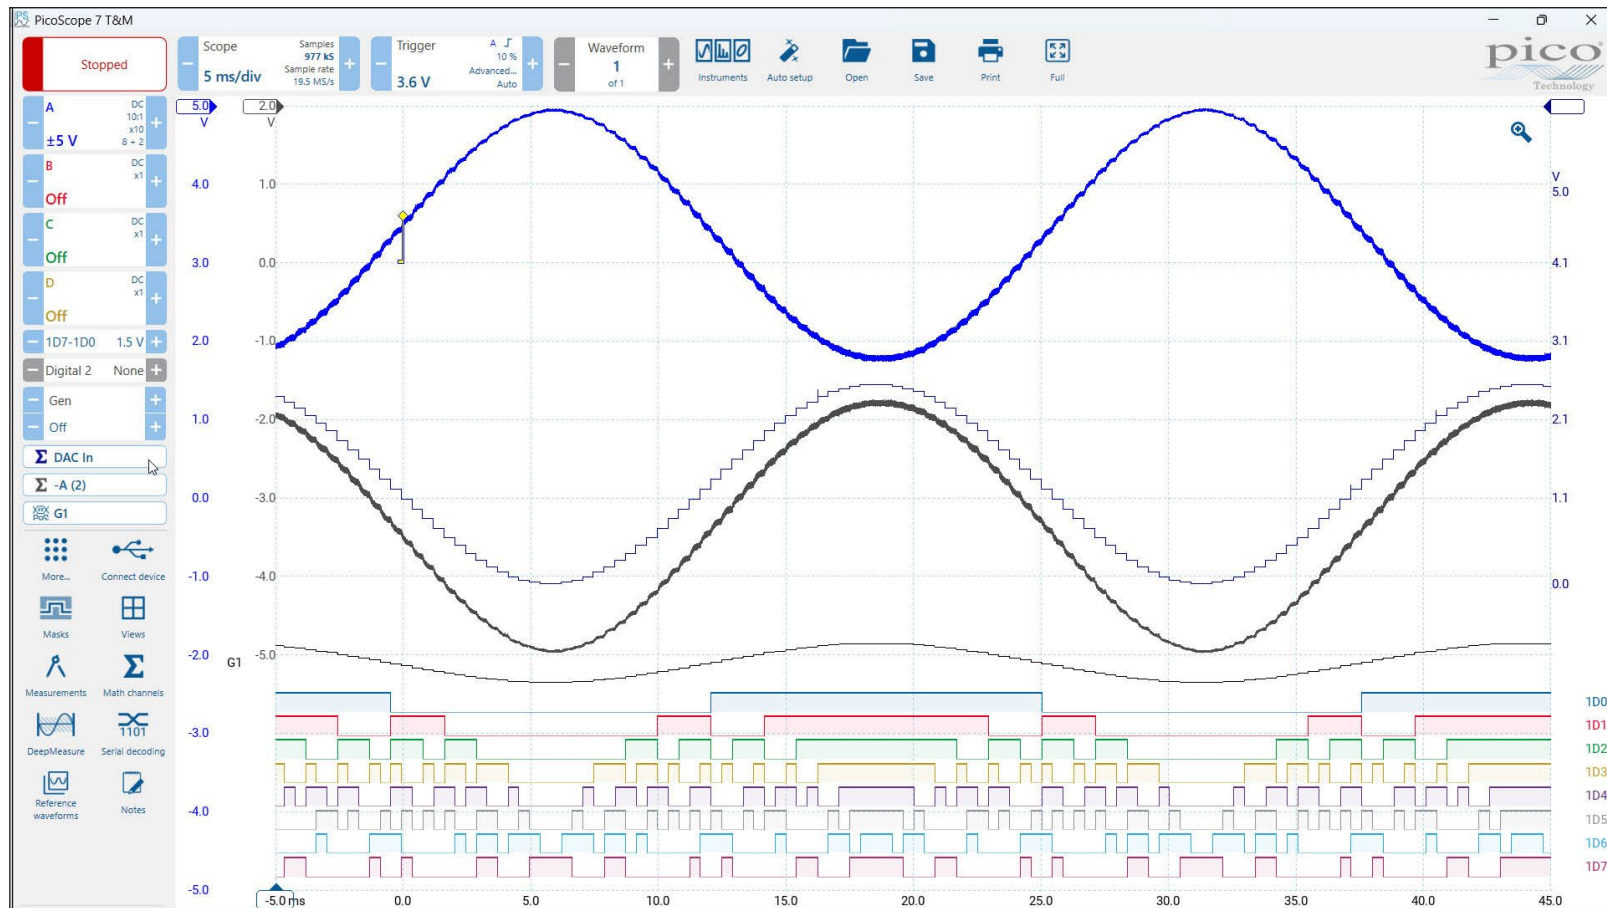 PicoScope 7 T&M
Stopped
Scope
5 ms/div
Samples
977 kS
Sample rate
19.5 MS/s
Trigger
3.6 V
A
10 %
Advanced...
Auto
Waveform
1
of 1
Instruments
Auto setup
Open
Save
Print
Full
pico
Technology
A
±5 V
DC
10:1
x10
8 + 2
B
Off
DC
x1
C
Off
DC
x1
D
Off
DC
x1
1D7-1D0 1.5 V
Digital 2 None
Gen
Off
Σ DAC In
Σ -A (2)
G1
More...
Connect device
Masks
Views
Measurements
Math channels
1101
DeepMeasure
Serial decoding
Reference waveforms
Notes
5.0
V
4.0
3.0
2.0
1.0
0.0
-1.0
-2.0
-3.0
-4.0
-5.0
2.0
V
1.0
0.0
-1.0
-2.0
-3.0
-4.0
-5.0
G1
V
5.0
4.1
3.1
2.1
1.1
0.0
1D0
1D1
1D2
1D3
1D4
1D5
1D6
1D7
-5.0 ms 0.0 5.0 10.0 15.0 20.0 25.0 30.0 35.0 40.0 45.0